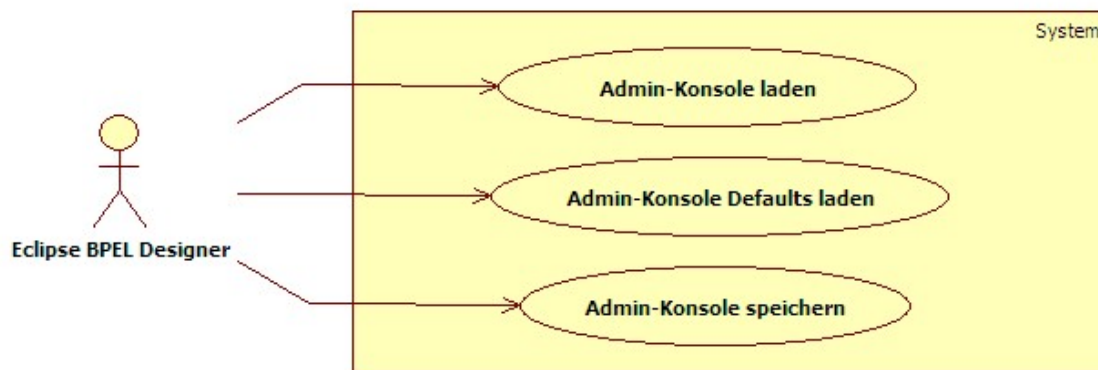 System
Admin-Konsole laden
Admin-Konsole Defaults laden
Eclipse BPEL Designer
Admin-Konsole speichern